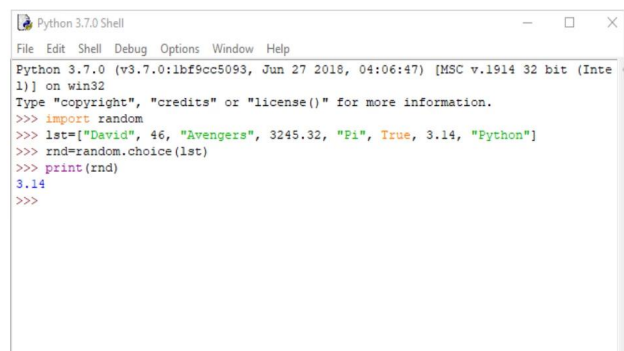 Python 3.7.0 Shell
File Edit Shell Debug Options Window Help
Python 3.7.0 (v3.7.0:1bf9cc5093, Jun 27 2018, 04:06:47) [MSC v.1914 32 bit (Inte
l)] on win32
Type "copyright", "credits" or "license()" for more information.
>>> import random
>>> lst=["David", 46, "Avengers", 3245.32, "Pi", True, 3.14, "Python"]
>>> rnd=random.choice(lst)
>>> print(rnd)
3.14
>>>